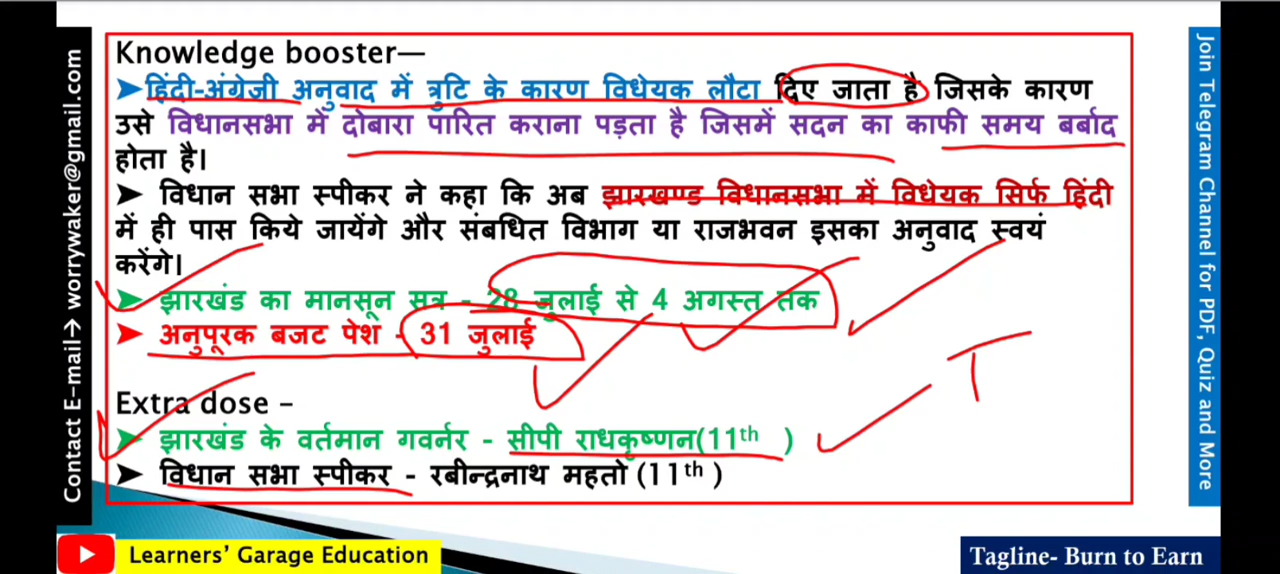 Knowledge booster—
➤हिंदी-अंग्रेजी अनुवाद में त्रुटि के कारण विधेयक लौटा दिए जाता है जिसके कारण
उसे विधानसभा में दोबारा पारित कराना पड़ता है जिसमें सदन का काफी समय बर्बाद
होता है।
➤ विधान सभा स्पीकर ने कहा कि अब झारखण्ड विधानसभा में विधेयक सिर्फ हिंदी
में ही पास किये जायेंगे और संबधित विभाग या राजभवन इसका अनुवाद स्वयं
करेंगे।
➤ झारखंड का मानसून सत्र - 28 जुलाई से 4 अगस्त तक
➤ अनुपूरक बजट पेश - 31 जुलाई
Extra dose –
➤ झारखंड के वर्तमान गवर्नर - सीपी राधकृष्णन(11th )
➤ विधान सभा स्पीकर - रबीन्द्रनाथ महतो (11th )
Contact E-mail→ worrywaker@gmail.com
Join Telegram Channel for PDF, Quiz and More
Learners’ Garage Education
Tagline- Burn to Earn